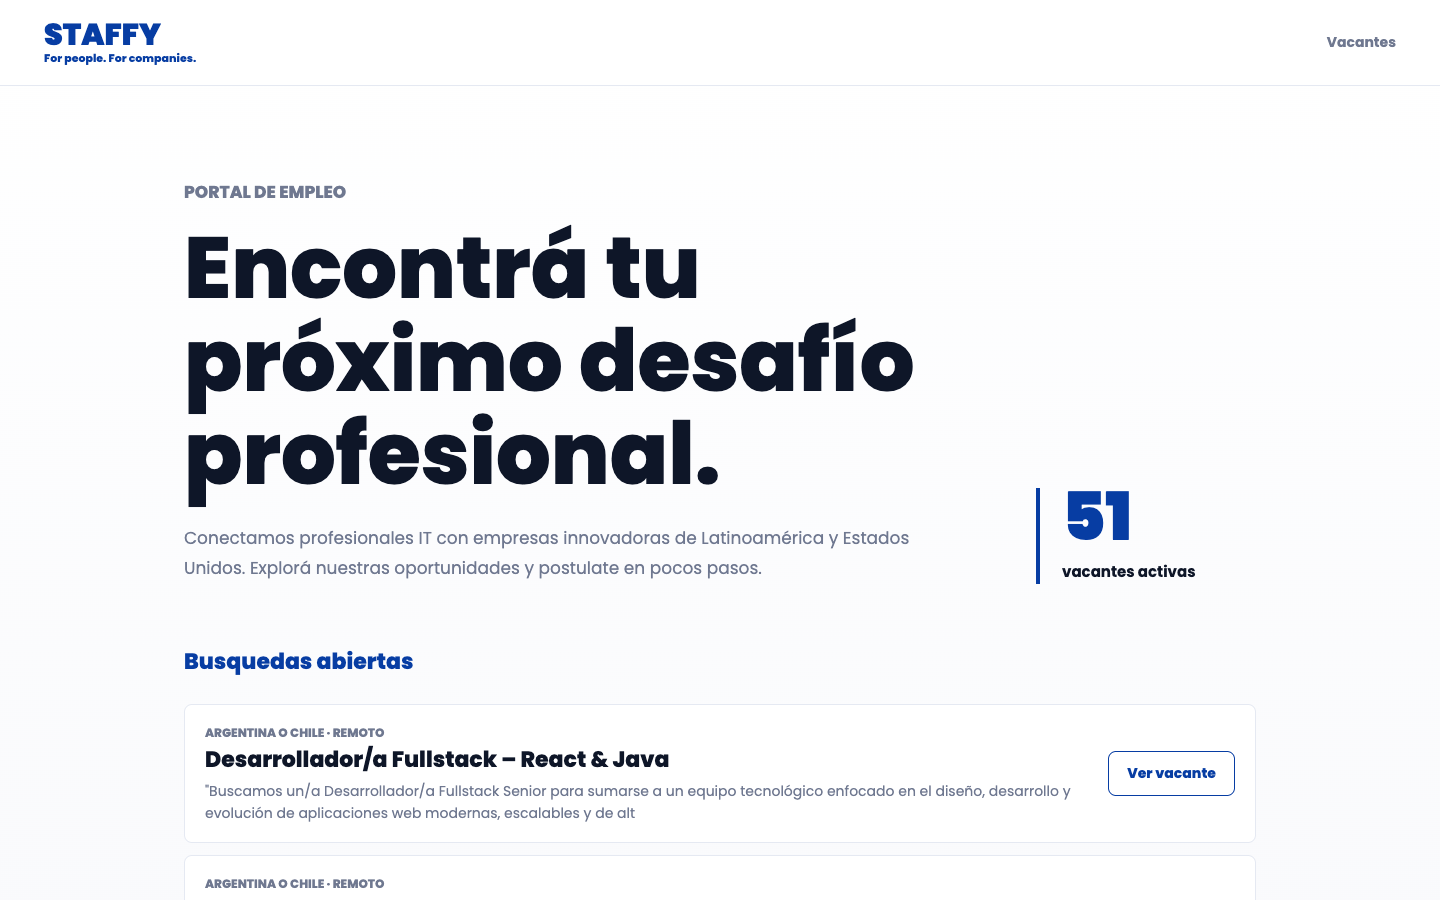 STAFFY
For people. For companies.
Vacantes
PORTAL DE EMPLEO
Encontrá tu
próximo desafío
profesional.
Conectamos profesionales IT con empresas innovadoras de Latinoamérica y Estados
Unidos. Explorá nuestras oportunidades y postulate en pocos pasos.
51
vacantes activas
Busquedas abiertas
ARGENTINA O CHILE · REMOTO
Desarrollador/a Fullstack – React & Java
"Buscamos un/a Desarrollador/a Fullstack Senior para sumarse a un equipo tecnológico enfocado en el diseño, desarrollo y
evolución de aplicaciones web modernas, escalables y de alt
Ver vacante
ARGENTINA O CHILE · REMOTO